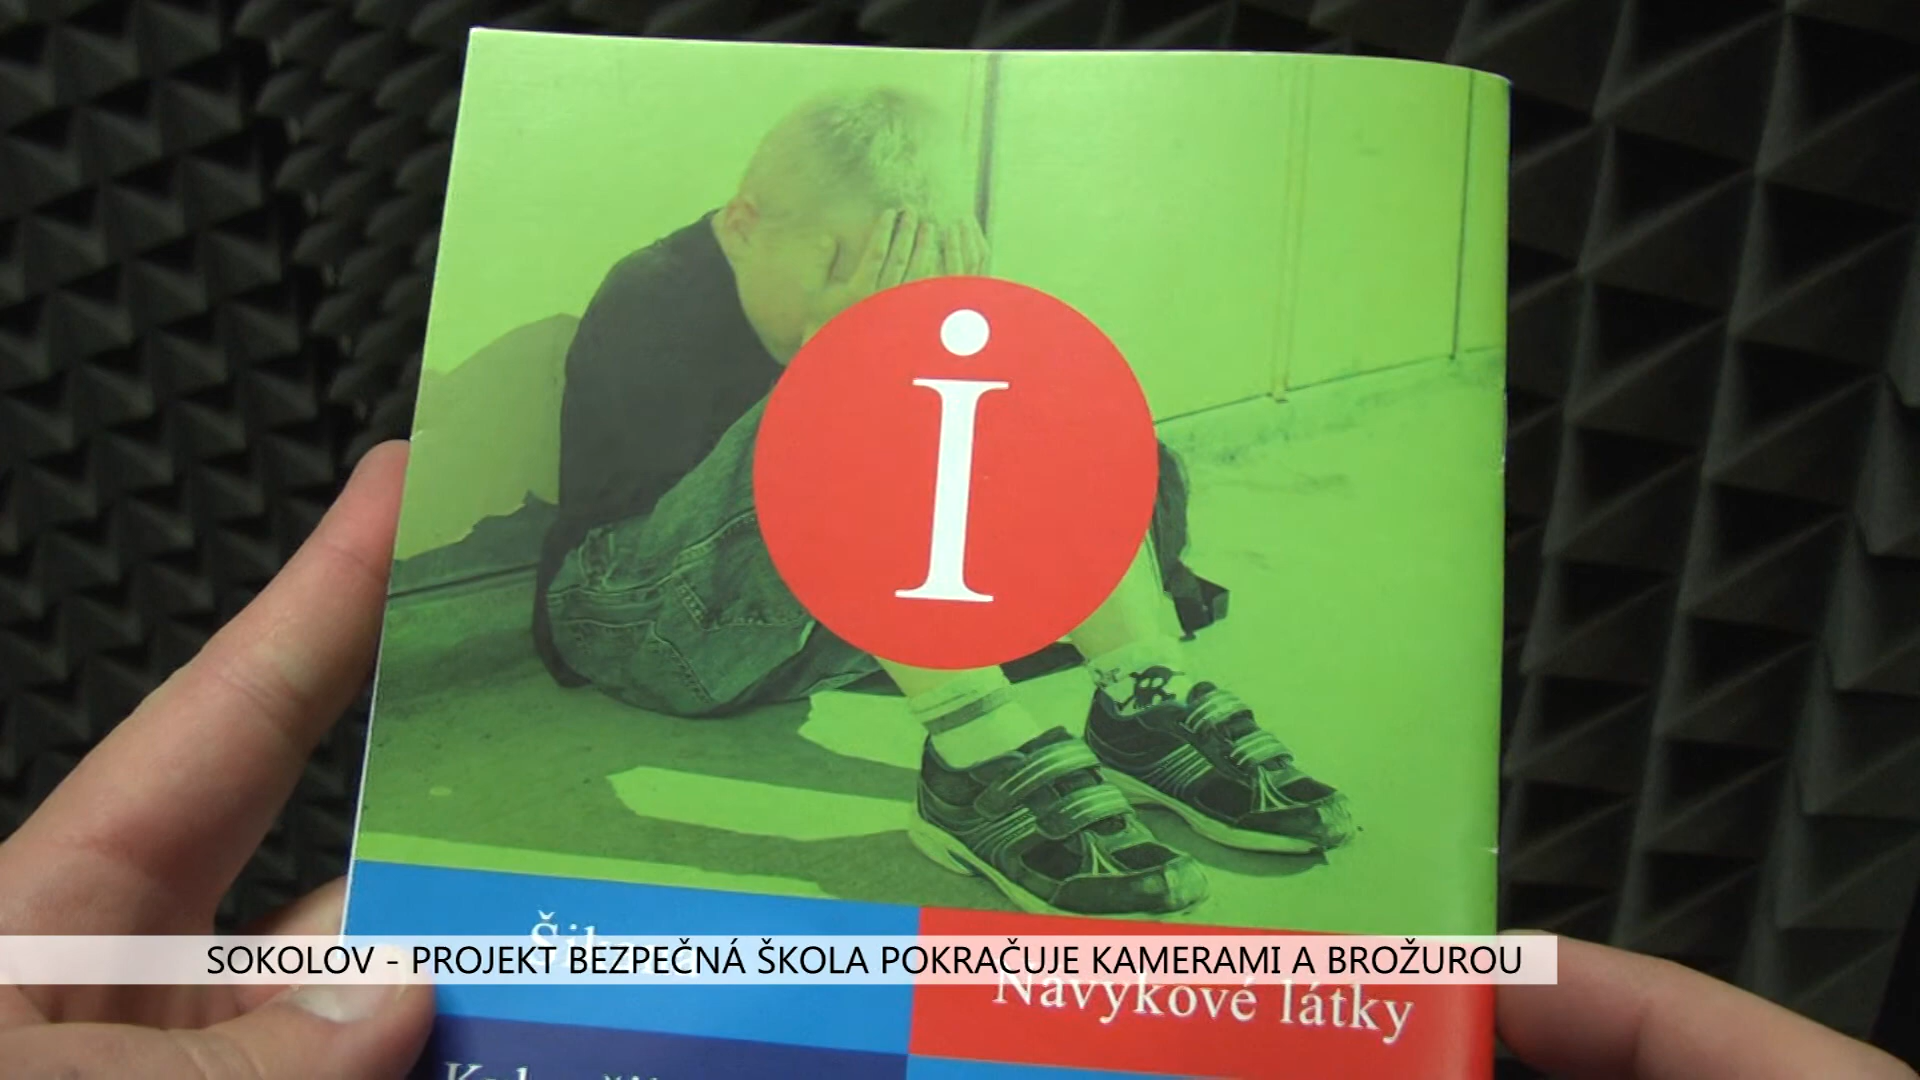 i
SOKOLOV - PROJEKT BEZPEČNÁ ŠKOLA POKRAČUJE KAMERAMI A BROŽUROU
Návykové látky